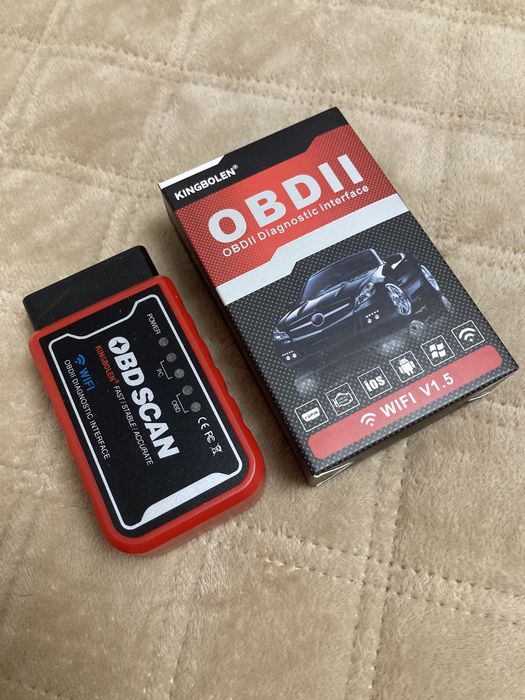 KINGBOLEN®
OBDII
OBDII Diagnostic interface
iOS
WIFI V1.5
POWER
PC
OBD
OBDSCAN
KINGBOLEN® FAST/STABLE/ACCURATE
WIFI
OBDII DIAGNOSTIC INTERFACE
CE FC